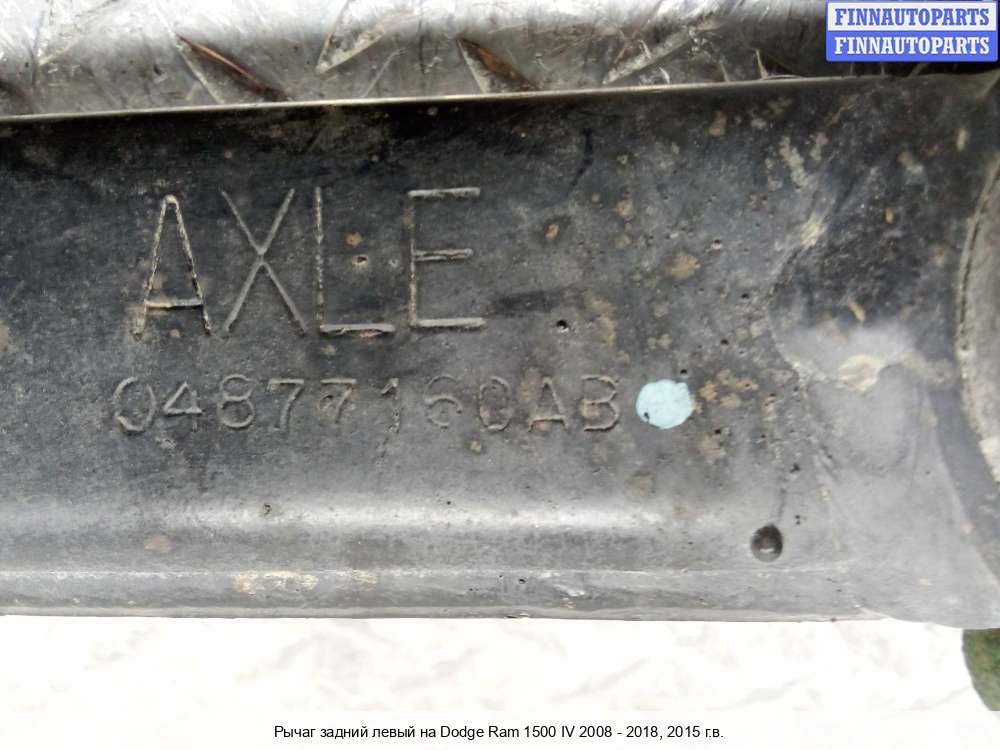 FINNAUTOPARTS
FINNAUTOPARTS
AXLE
04877160AB
Рычаг задний левый на Dodge Ram 1500 IV 2008 - 2018, 2015 г.в.